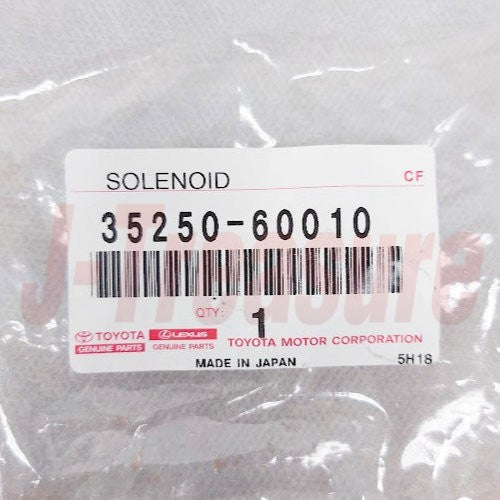 SOLENOID CF
35250-60010
QTY: 1
TOYOTA GENUINE PARTS LEXUS GENUINE PARTS TOYOTA MOTOR CORPORATION
MADE IN JAPAN 5H18
J-Treasure